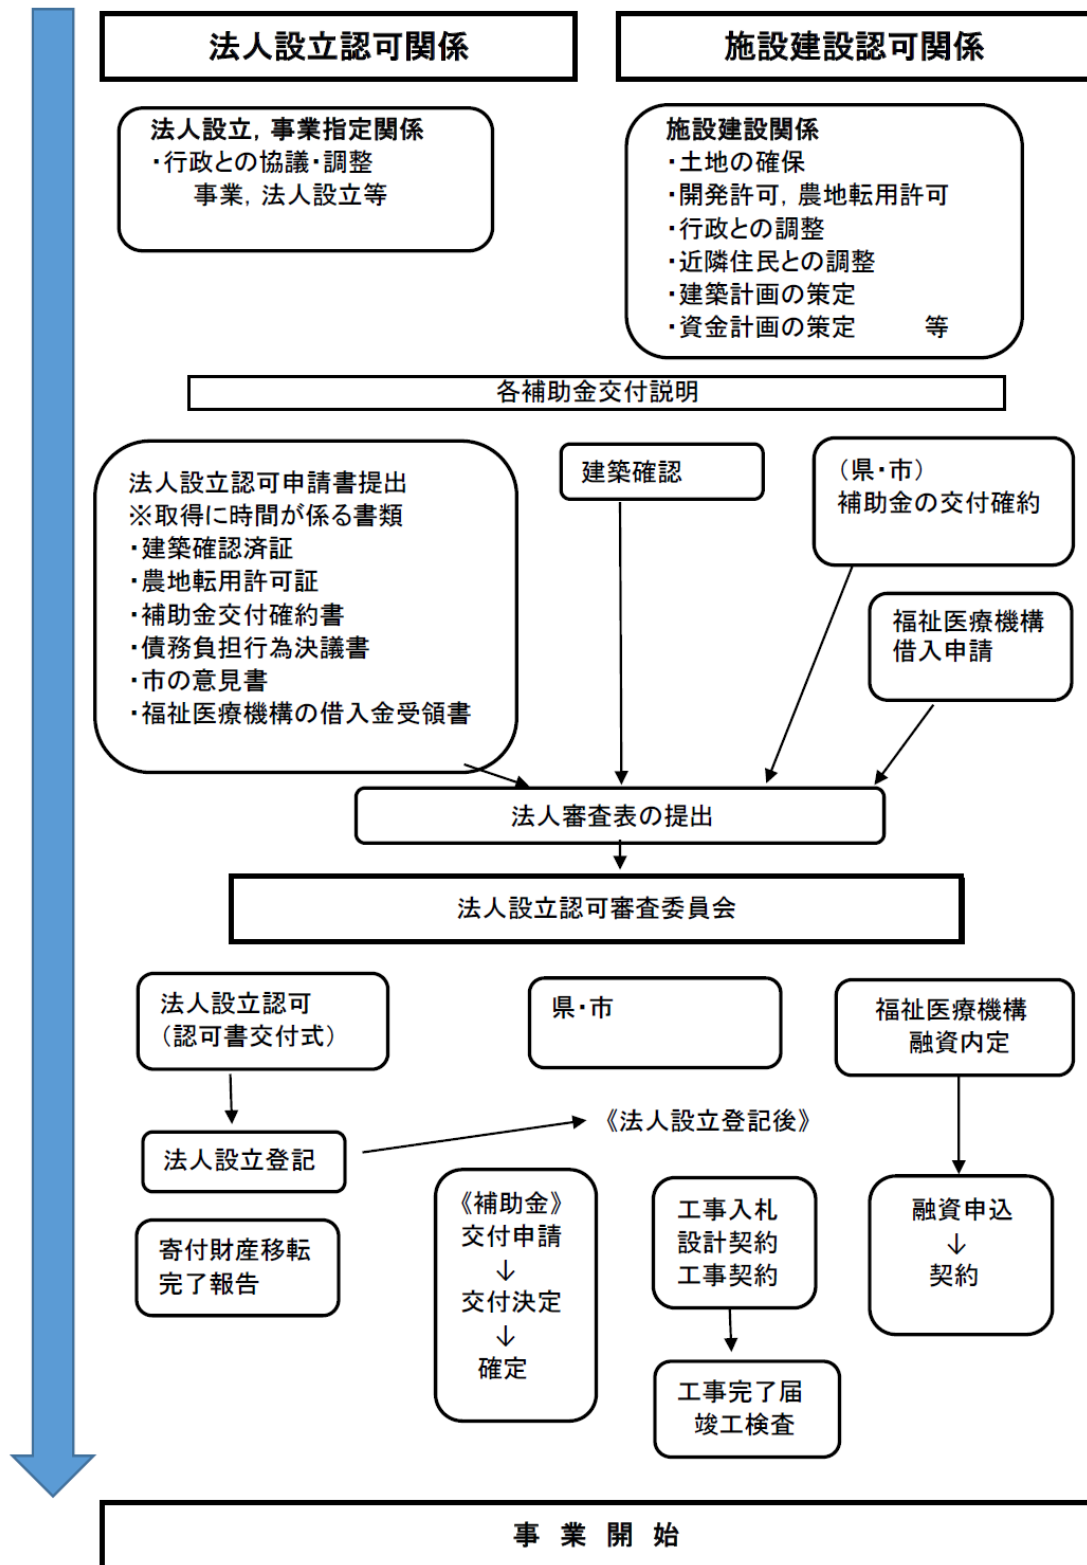 法人設立認可関係
施設建設認可関係
法人設立，事業指定関係
・行政との協議・調整
事業，法人設立等
施設建設関係
・土地の確保
・開発許可，農地転用許可
・行政との調整
・近隣住民との調整
・建築計画の策定
・資金計画の策定　　　等
各補助金交付説明
法人設立認可申請書提出
※取得に時間が係る書類
・建築確認済証
・農地転用許可証
・補助金交付確約書
・債務負担行為決議書
・市の意見書
・福祉医療機構の借入金受領書
建築確認
（県・市）
補助金の交付確約
福祉医療機構
借入申請
法人審査表の提出
法人設立認可審査委員会
法人設立認可
（認可書交付式）
県・市
福祉医療機構
融資内定
法人設立登記
《法人設立登記後》
寄付財産移転
完了報告
《補助金》
交付申請
↓
交付決定
↓
確定
工事入札
設計契約
工事契約
融資申込
↓
契約
工事完了届
竣工検査
事 業 開 始